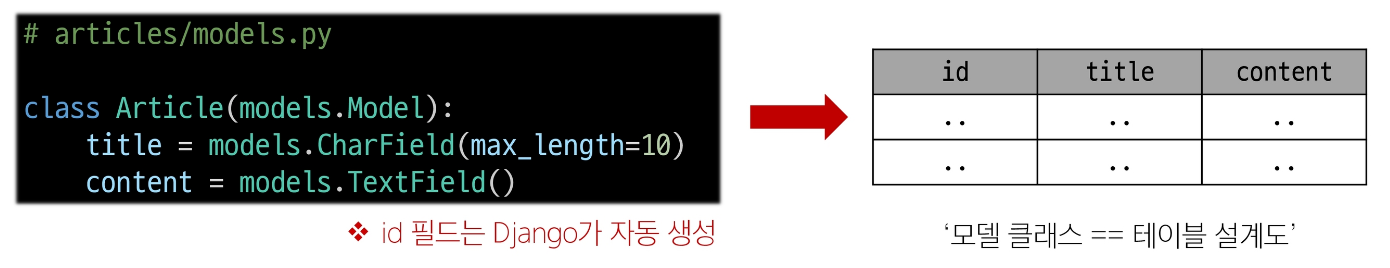 # articles/models.py
class Article(models.Model):
    title = models.CharField(max_length=10)
    content = models.TextField()
❖ id 필드는 Django가 자동 생성
id title content
.. .. ..
.. .. ..
‘모델 클래스 == 테이블 설계도’